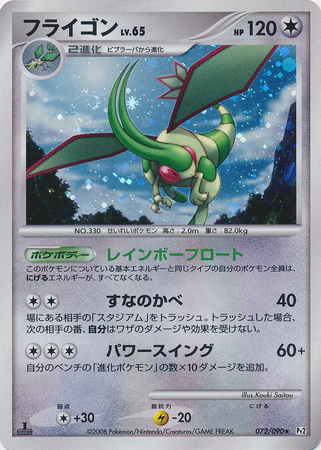 フライゴン LV.65 HP 120
2進化 ビブラーバから進化
NO.330 せいれいポケモン 高さ:2.0m 重さ:82.0kg
ポケボディー レインボーフロート
このポケモンについている基本エネルギーと同じタイプの自分のポケモン全員は、
にげるエネルギーが、すべてなくなる。
すなのかべ 40
場にある相手の「スタジアム」をトラッシュ。トラッシュした場合、
次の相手の番、自分はワザのダメージや効果を受けない。
パワースイング 60+
自分のベンチの「進化ポケモン」の数×10ダメージを追加。
Illus.Kouki Saitou
弱点 +30 抵抗力 -20 にげる
1 EDITION ©2008 Pokémon/Nintendo/Creatures/GAME FREAK. 072/090★ Pt2